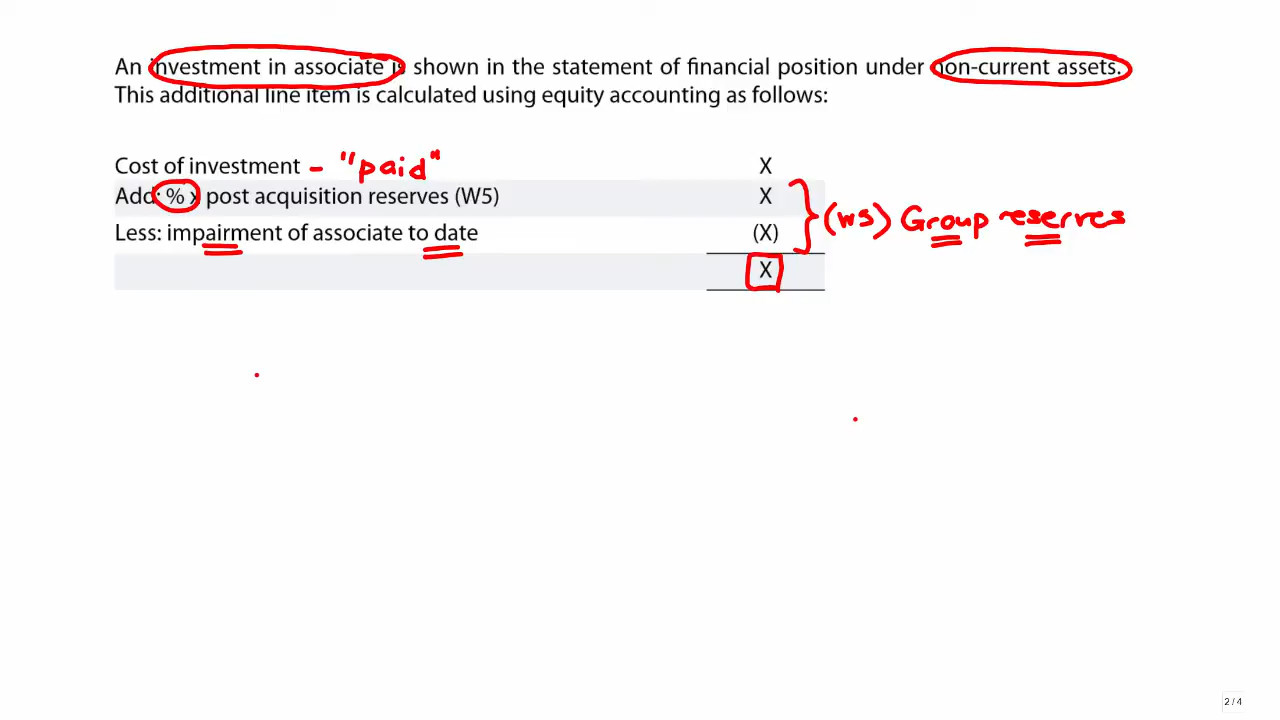 An investment in associate is shown in the statement of financial position under non-current assets.
This additional line item is calculated using equity accounting as follows:
Cost of investment - "paid" X
Add: % x post acquisition reserves (W5) X
(W5) Group reserves
Less: impairment of associate to date (X)
X
2 / 4